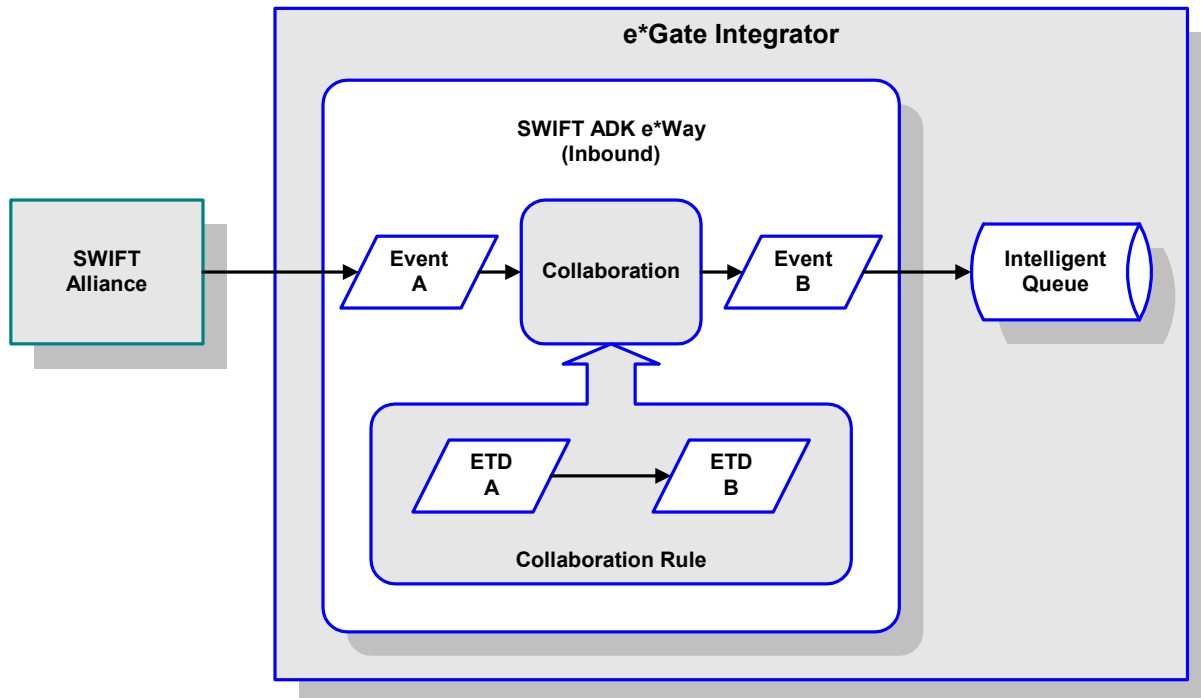 e*Gate Integrator
SWIFT ADK e*Way
(Inbound)
SWIFT
Alliance
Event
A
Collaboration
Event
B
Intelligent
Queue
ETD
A
ETD
B
Collaboration Rule